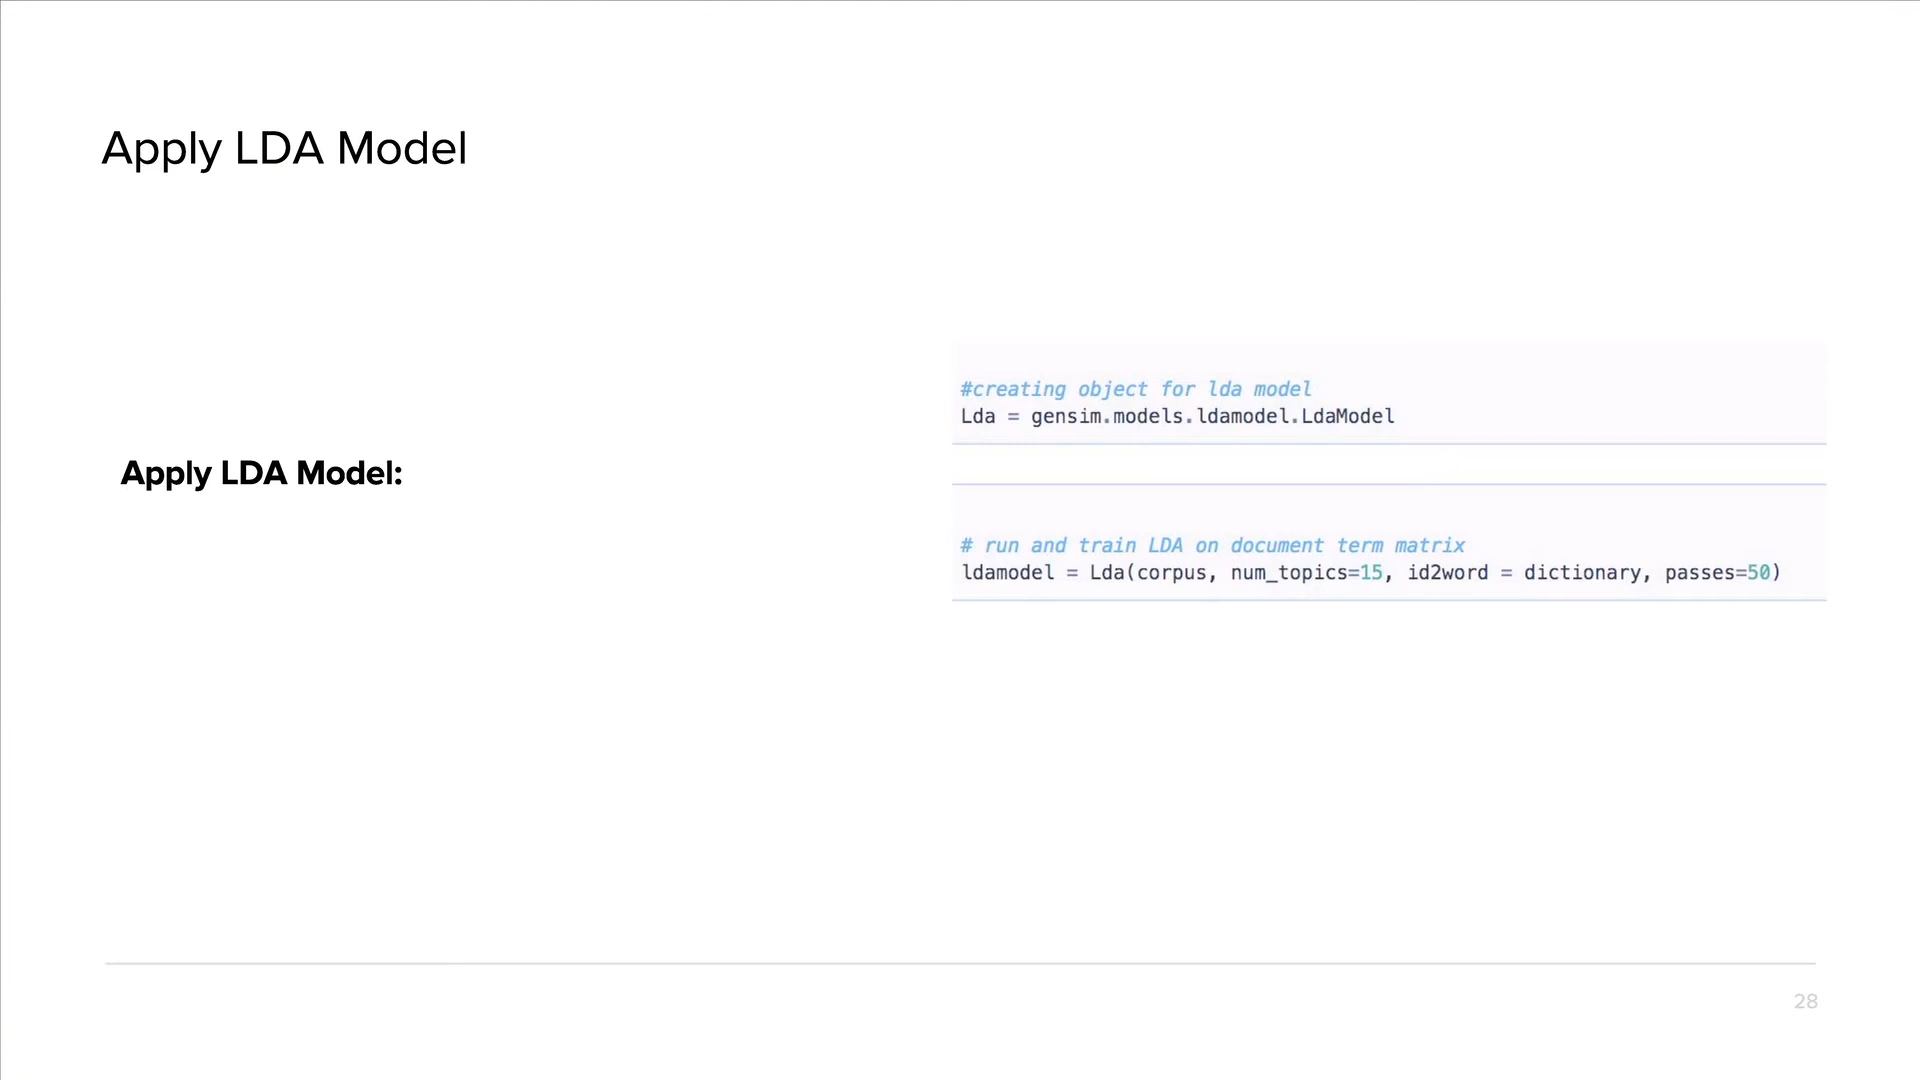 Apply LDA Model
Apply LDA Model:
#creating object for lda model
Lda = gensim.models.ldamodel.LdaModel
# run and train LDA on document term matrix
ldamodel = Lda(corpus, num_topics=15, id2word = dictionary, passes=50)
28